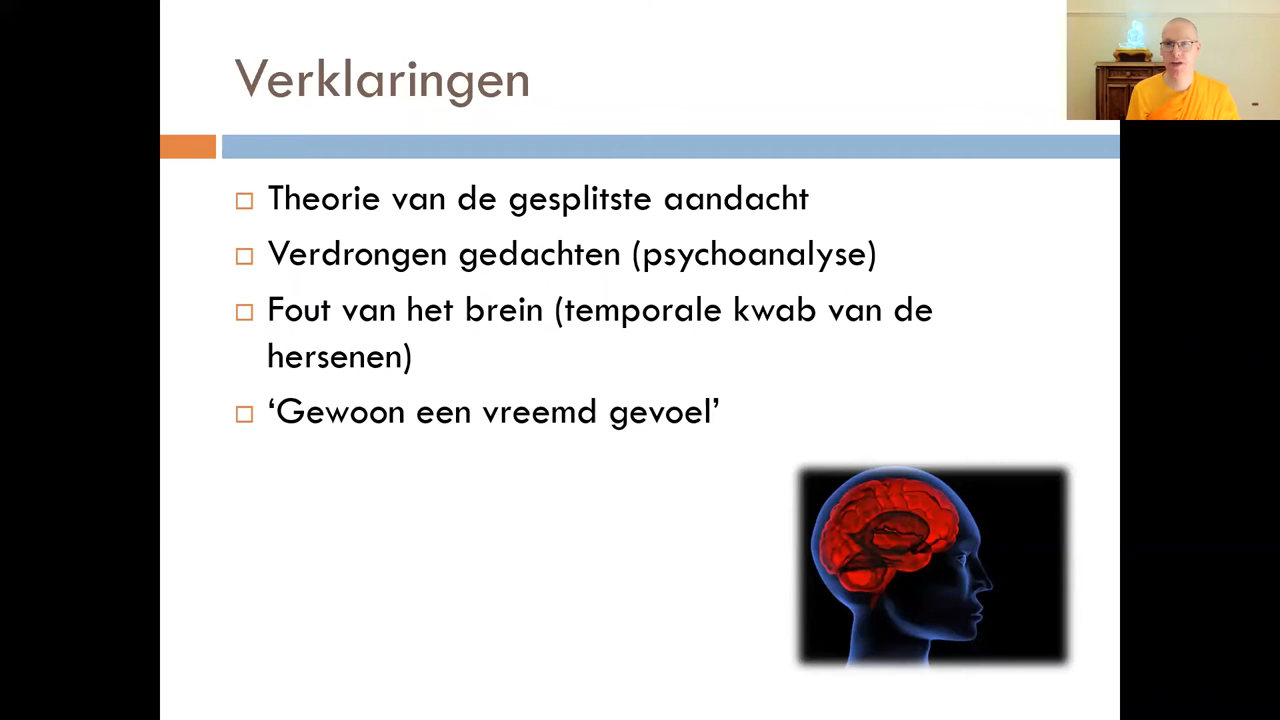 Verklaringen
Theorie van de gesplitste aandacht
Verdrongen gedachten (psychoanalyse)
Fout van het brein (temporale kwab van de
hersenen)
‘Gewoon een vreemd gevoel’